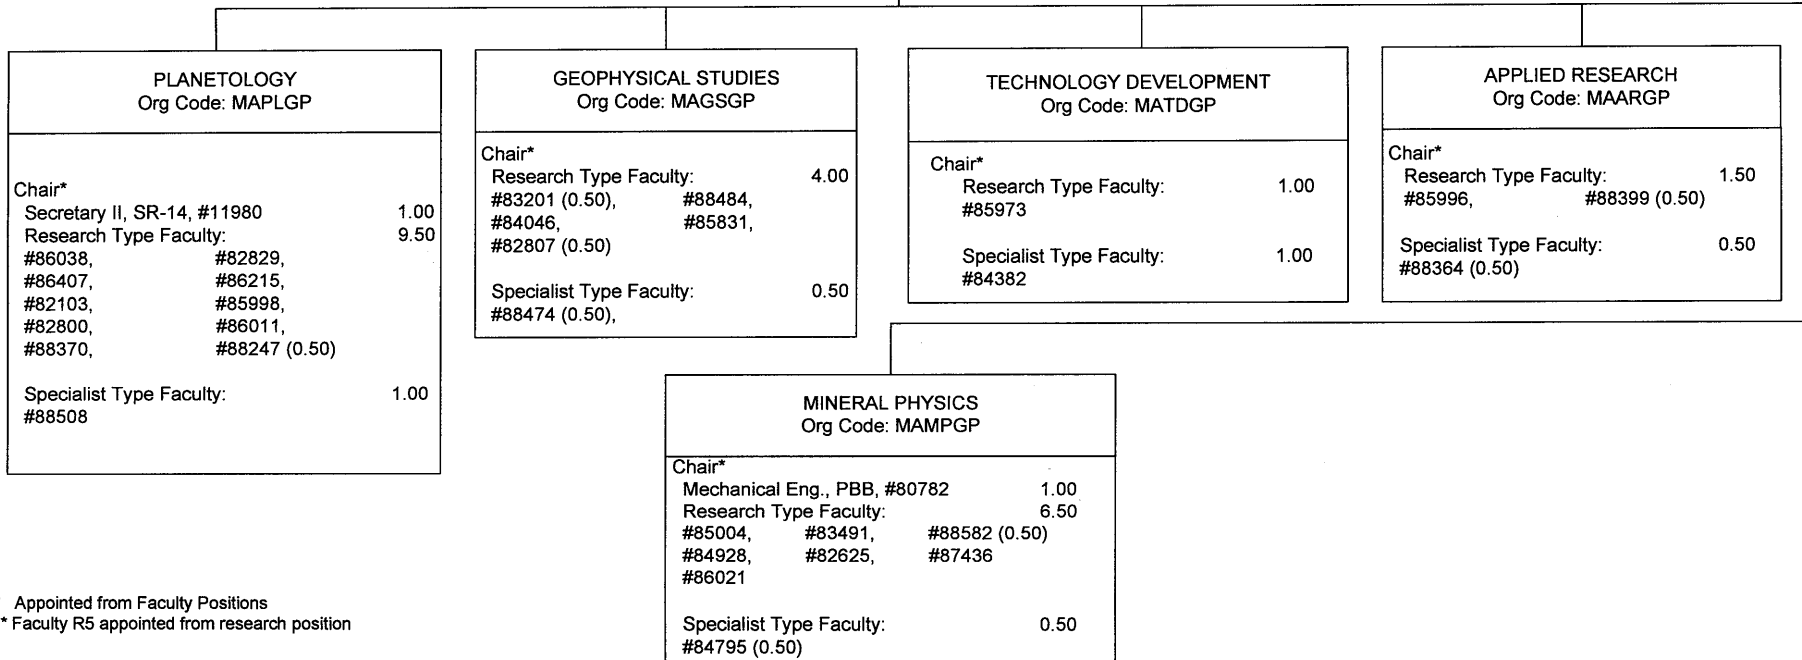 PLANETOLOGY
Org Code: MAPLGP
Chair*
Secretary II, SR-14, #11980 1.00
Research Type Faculty: 9.50
#86038, #82829,
#86407, #86215,
#82103, #85998,
#82800, #86011,
#88370, #88247 (0.50)
Specialist Type Faculty: 1.00
#88508
GEOPHYSICAL STUDIES
Org Code: MAGSGP
Chair*
Research Type Faculty: 4.00
#83201 (0.50), #88484,
#84046, #85831,
#82807 (0.50)
Specialist Type Faculty: 0.50
#88474 (0.50),
TECHNOLOGY DEVELOPMENT
Org Code: MATDGP
Chair*
Research Type Faculty: 1.00
#85973
Specialist Type Faculty: 1.00
#84382
APPLIED RESEARCH
Org Code: MAARGP
Chair*
Research Type Faculty: 1.50
#85996, #88399 (0.50)
Specialist Type Faculty: 0.50
#88364 (0.50)
MINERAL PHYSICS
Org Code: MAMPGP
Chair*
Mechanical Eng., PBB, #80782 1.00
Research Type Faculty: 6.50
#85004, #83491, #88582 (0.50)
#84928, #82625, #87436
#86021
Specialist Type Faculty: 0.50
#84795 (0.50)
Appointed from Faculty Positions
* Faculty R5 appointed from research position